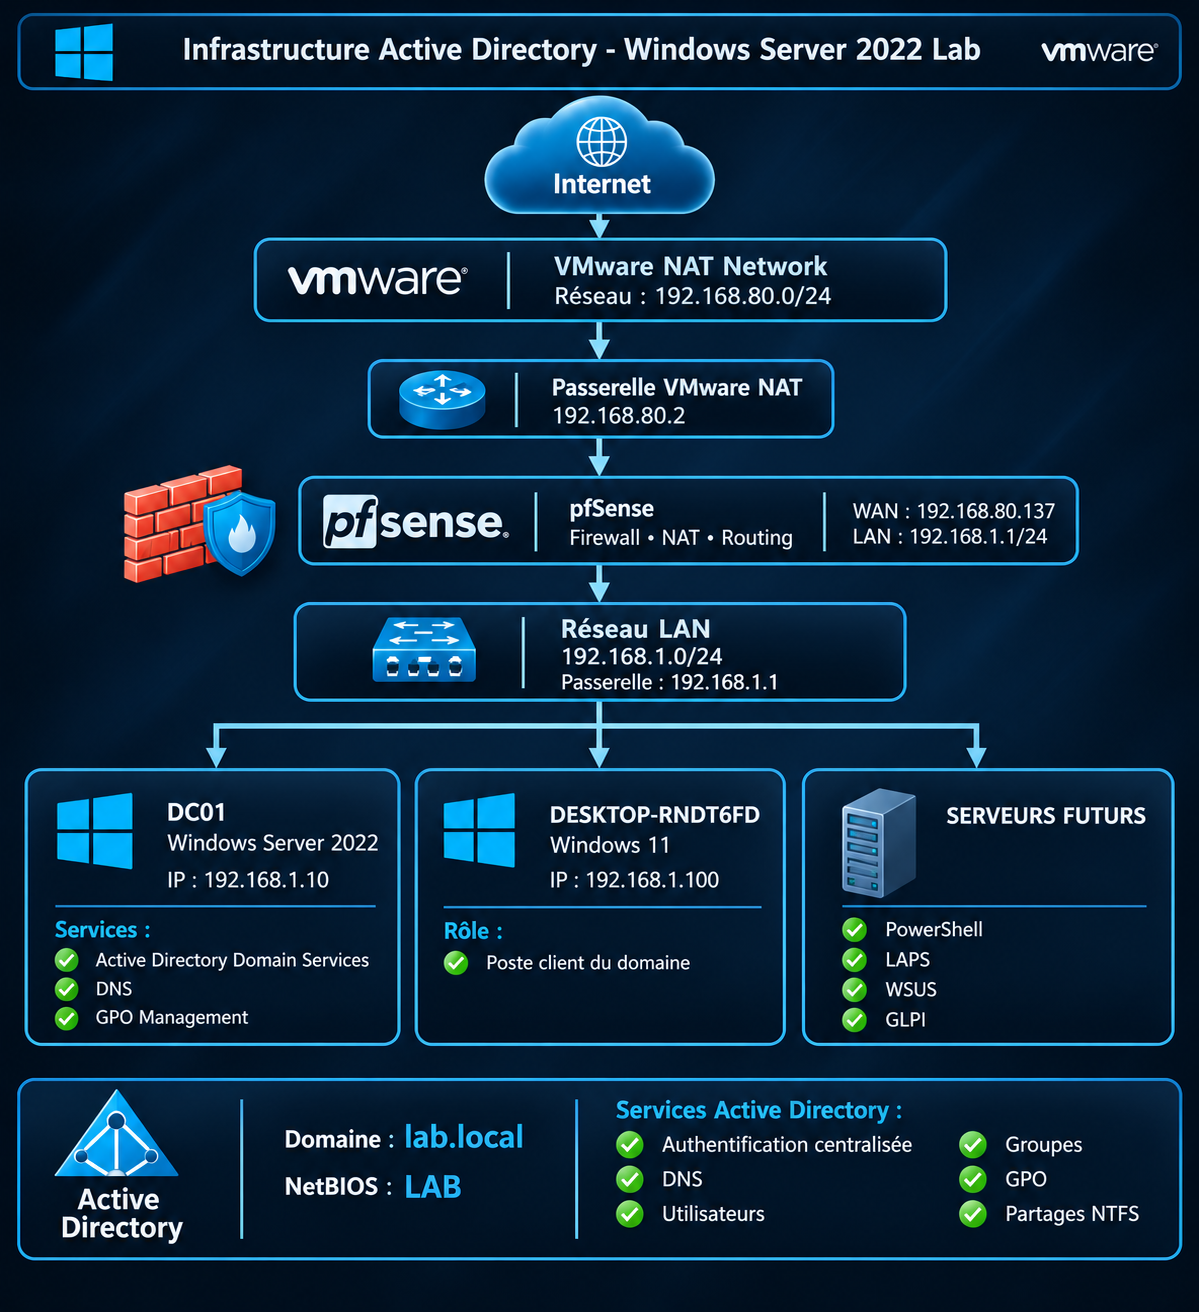 Infrastructure Active Directory - Windows Server 2022 Lab
vmware®
Internet
vmware®
VMware NAT Network
Réseau : 192.168.80.0/24
Passerelle VMware NAT
192.168.80.2
pfsense®
pfSense
Firewall • NAT • Routing
WAN : 192.168.80.137
LAN : 192.168.1.1/24
Réseau LAN
192.168.1.0/24
Passerelle : 192.168.1.1
DC01
Windows Server 2022
IP : 192.168.1.10
Services :
Active Directory Domain Services
DNS
GPO Management
DESKTOP-RNDT6FD
Windows 11
IP : 192.168.1.100
Rôle :
Poste client du domaine
SERVEURS FUTURS
PowerShell
LAPS
WSUS
GLPI
Active
Directory
Domaine : lab.local
NetBIOS : LAB
Services Active Directory :
Authentification centralisée
DNS
Utilisateurs
Groupes
GPO
Partages NTFS